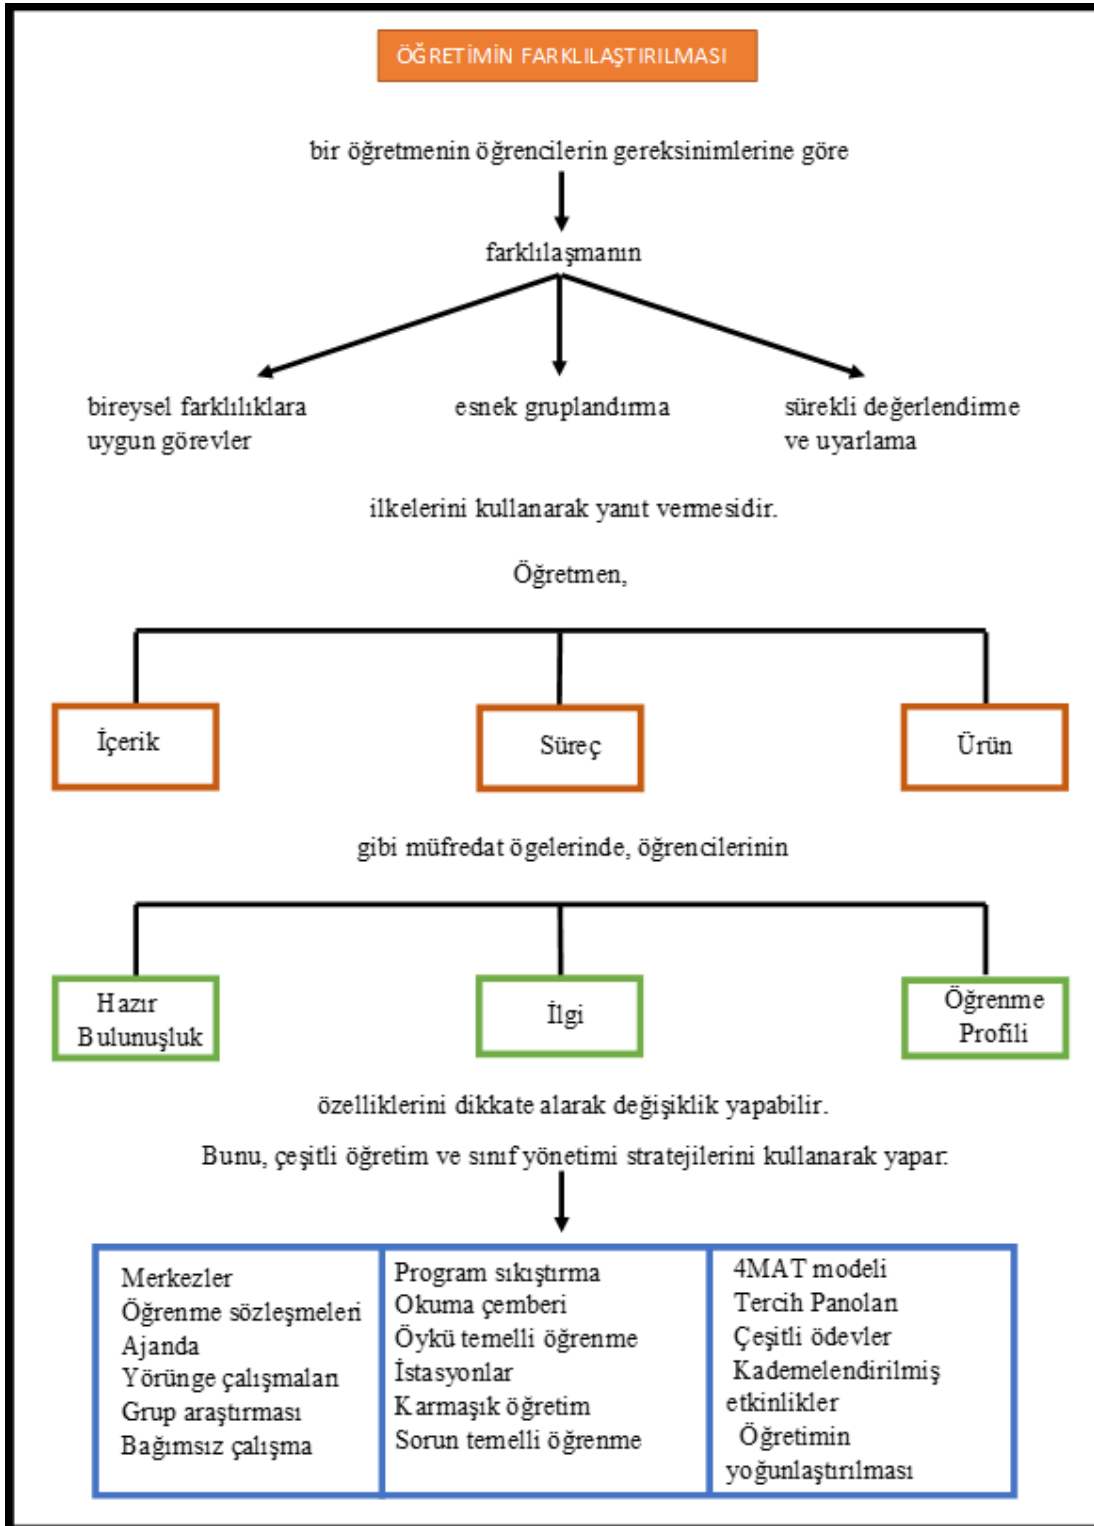 ÖĞRETİMİN FARKLILAŞTIRILMASI
bir öğretmenin öğrencilerin gereksinimlerine göre
farklılaşmanın
bireysel farklılıklara
uygun görevler
esnek gruplandırma
sürekli değerlendirme
ve uyarlama
ilkelerini kullanarak yanıt vermesidir.
Öğretmen,
İçerik
Süreç
Ürün
gibi müfredat ögelerinde, öğrencilerinin
Hazır
Bulunuşluk
İlgi
Öğrenme
Profili
özelliklerini dikkate alarak değişiklik yapabilir.
Bunu, çeşitli öğretim ve sınıf yönetimi stratejilerini kullanarak yapar:
Merkezler
Öğrenme sözleşmeleri
Ajanda
Yörünge çalışmaları
Grup araştırması
Bağımsız çalışma
Program sıkıştırma
Okuma çemberi
Öykü temelli öğrenme
İstasyonlar
Karmaşık öğretim
Sorun temelli öğrenme
4MAT modeli
Tercih Panoları
Çeşitli ödevler
Kademelendirilmiş
etkinlikler
Öğretimin
yoğunlaştırılması